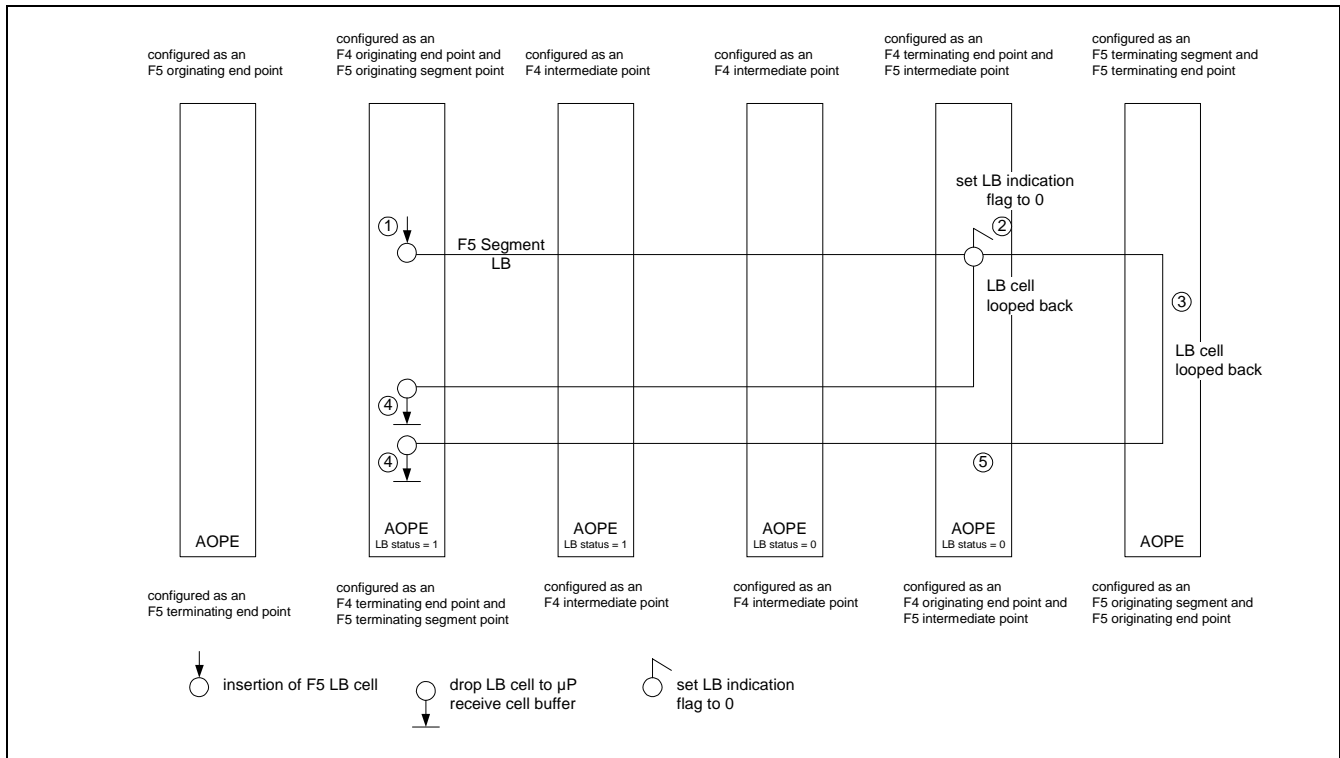 configured as an
F5 orginating end point
configured as an
F4 originating end point and
F5 originating segment point
configured as an
F4 intermediate point
configured as an
F4 intermediate point
configured as an
F4 terminating end point and
F5 intermediate point
configured as an
F5 terminating segment and
F5 terminating end point
set LB indication
flag to 0
1
2
F5 Segment
LB
LB cell
looped back
3
LB cell
looped back
4
4
5
AOPE
AOPE
LB status = 1
AOPE
LB status = 1
AOPE
LB status = 0
AOPE
LB status = 0
AOPE
configured as an
F5 terminating end point
configured as an
F4 terminating end point and
F5 terminating segment point
configured as an
F4 intermediate point
configured as an
F4 intermediate point
configured as an
F4 originating end point and
F5 intermediate point
configured as an
F5 originating segment and
F5 originating end point
insertion of F5 LB cell
drop LB cell to µP
receive cell buffer
set LB indication
flag to 0